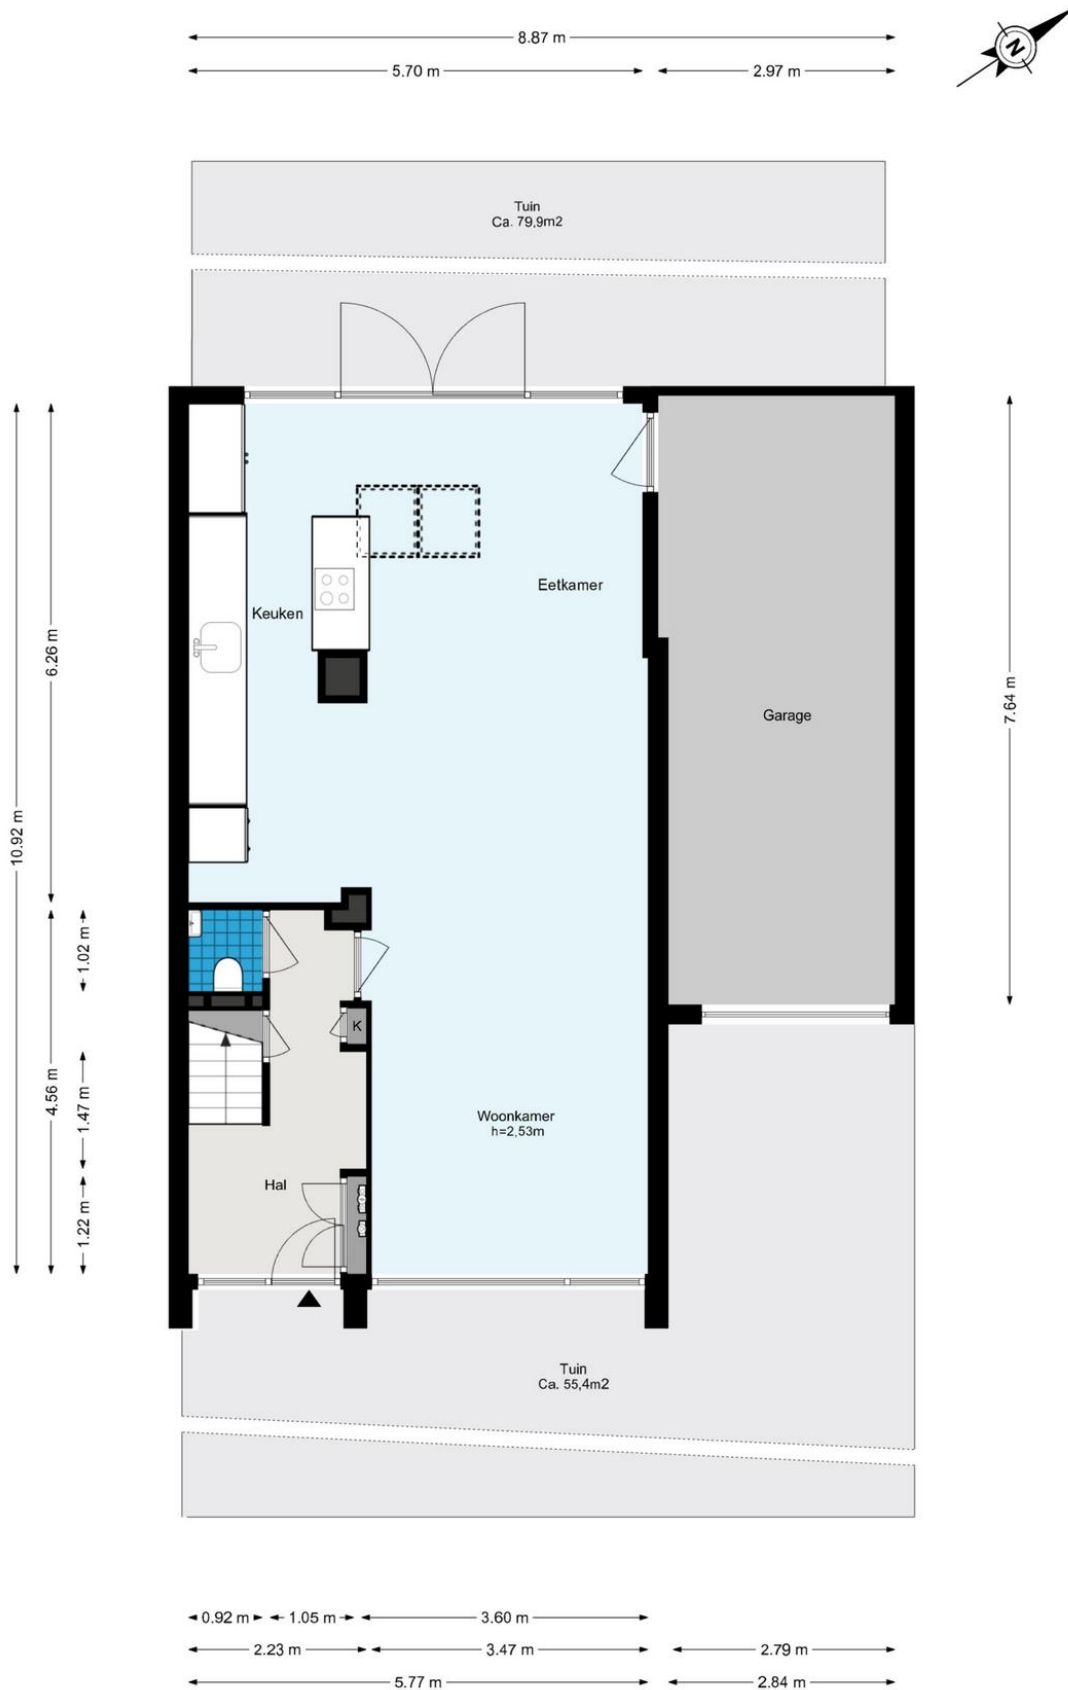 8.87 m
5.70 m
2.97 m
N
Tuin
Ca. 79,9m2
Eetkamer
Keuken
6.26 m
7.64 m
Garage
10.92 m
1.02 m
K
4.56 m
1.47 m
Woonkamer
h=2,53m
Hal
1.22 m
Tuin
Ca. 55,4m2
0.92 m
1.05 m
3.60 m
2.23 m
3.47 m
2.79 m
5.77 m
2.84 m